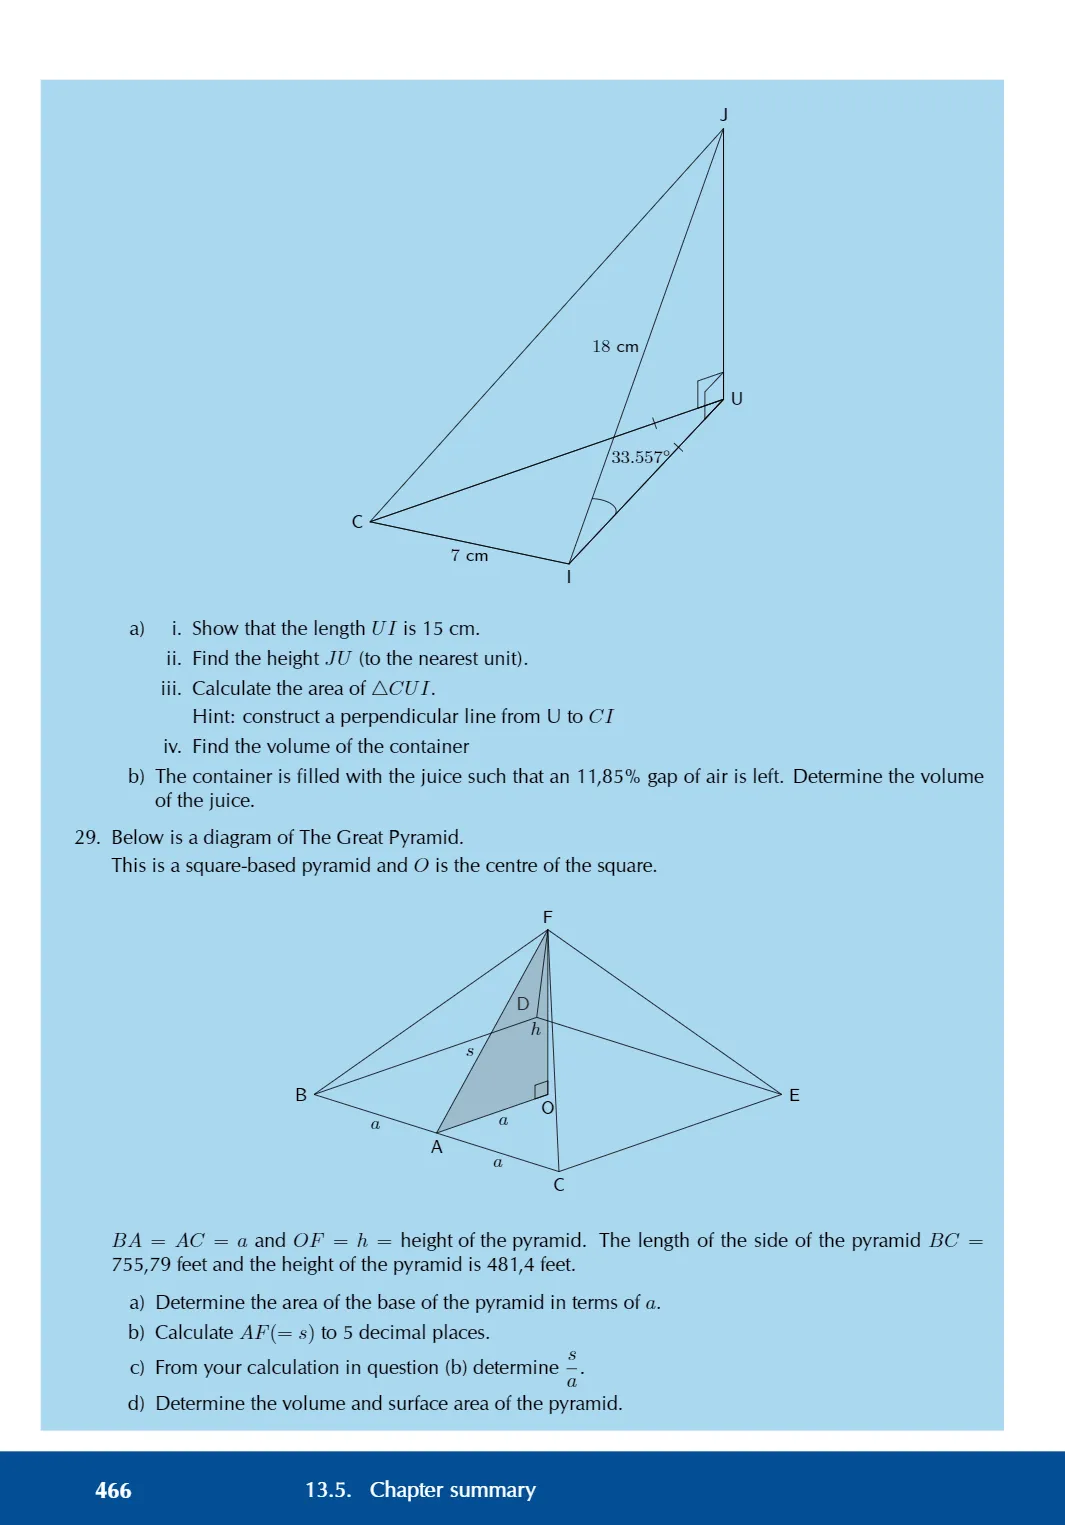 J
18 cm
U
33.557°
C
7 cm
I
a) i. Show that the length UI is 15 cm.
ii. Find the height JU (to the nearest unit).
iii. Calculate the area of △CUI.
Hint: construct a perpendicular line from U to CI
iv. Find the volume of the container
b) The container is filled with the juice such that an 11,85% gap of air is left. Determine the volume
of the juice.
29. Below is a diagram of The Great Pyramid.
This is a square-based pyramid and O is the centre of the square.
F
D
h
s
B
E
O
a
a
A
a
C
BA = AC = a and OF = h = height of the pyramid. The length of the side of the pyramid BC =
755,79 feet and the height of the pyramid is 481,4 feet.
a) Determine the area of the base of the pyramid in terms of a.
b) Calculate AF(= s) to 5 decimal places.
c) From your calculation in question (b) determine s/a.
d) Determine the volume and surface area of the pyramid.
466 13.5. Chapter summary